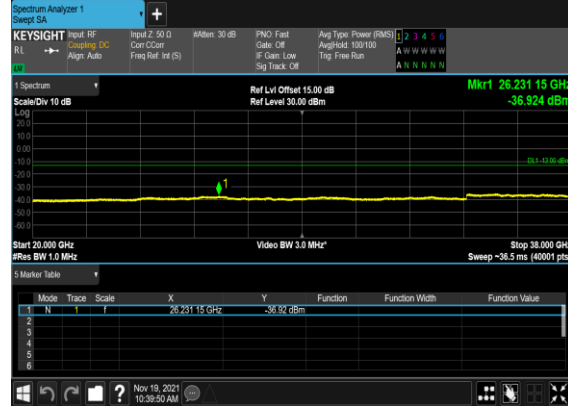 Spectrum Analyzer 1
Swept SA
+
KEYSIGHT Input: RF Input Z: 50 Ω #Atten: 30 dB PNO: Fast Avg Type: Power (RMS) 1 2 3 4 5 6
RL Coupling: DC Corr CCorr Gate: Off Avg|Hold: 100/100 A W W W W W
Align: Auto Freq Ref: Int (S) IF Gain: Low Trig: Free Run
Sig Track: Off A N N N N N
1 Spectrum Ref Lvl Offset 15.00 dB Mkr1 26.231 15 GHz
Scale/Div 10 dB Ref Level 30.00 dBm -36.924 dBm
Log
20.0
10.0
0.00
-10.0
DL1 -13.00 dBm
-20.0
-30.0
1
-40.0
-50.0
-60.0
Start 20.000 GHz Video BW 3.0 MHz* Stop 38.000 GHz
#Res BW 1.0 MHz Sweep ~36.5 ms (40001 pts)
5 Marker Table
Mode Trace Scale X Y Function Function Width Function Value
1 N 1 f 26.231 15 GHz -36.92 dBm
2
3
4
5
6
? Nov 19, 2021
10:39:50 AM